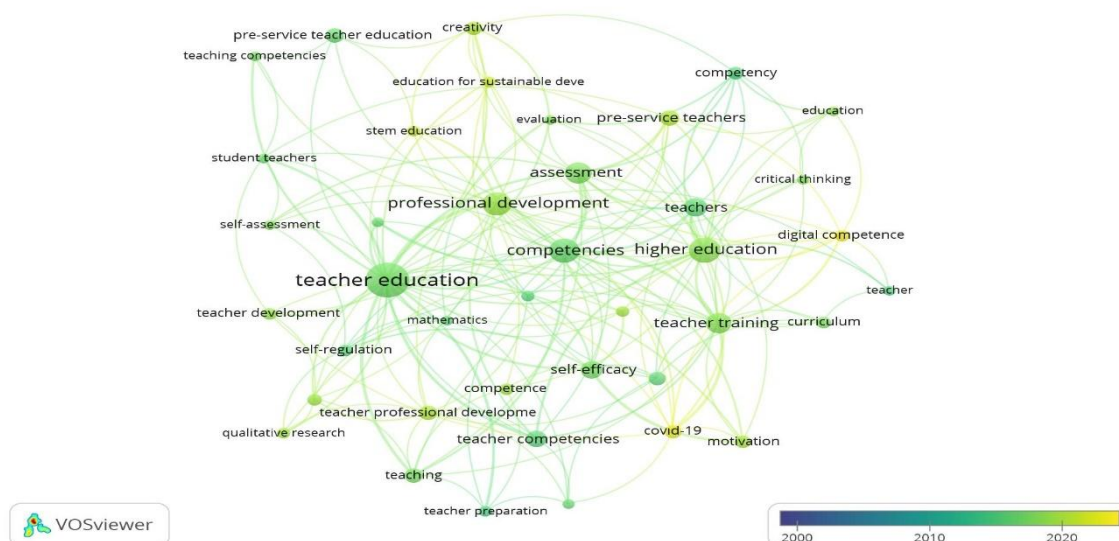 creativity
pre-service teacher education
teaching competencies
competency
education for sustainable deve
education
evaluation
pre-service teachers
stem education
student teachers
assessment
critical thinking
professional development
teachers
self-assessment
digital competence
competencies
higher education
teacher education
teacher
teacher development
mathematics
teacher training
curriculum
self-regulation
self-efficacy
competence
teacher professional developme
qualitative research
teacher competencies
covid-19
motivation
teaching
teacher preparation
VOSviewer
2000
2010
2020